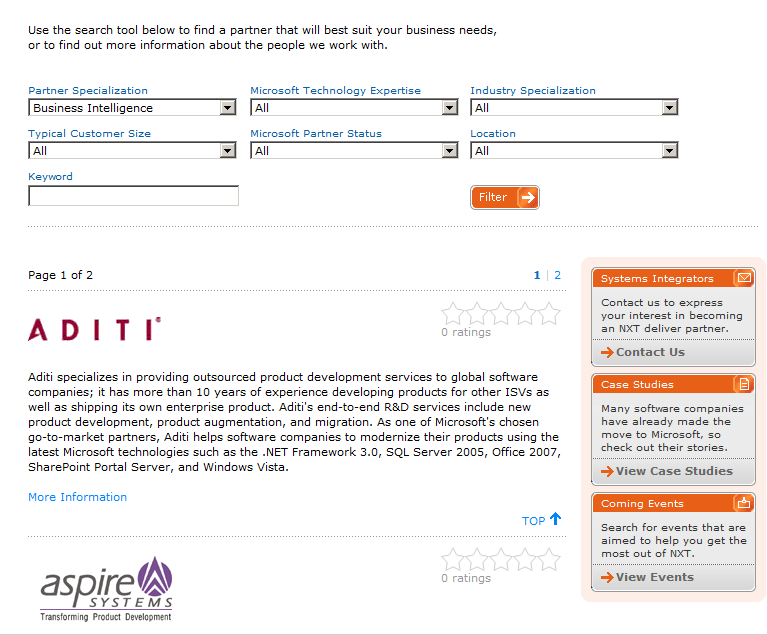 Use the search tool below to find a partner that will best suit your business needs,
or to find out more information about the people we work with.
Partner Specialization
Microsoft Technology Expertise
Industry Specialization
Business Intelligence
All
All
Typical Customer Size
Microsoft Partner Status
Location
All
All
All
Keyword
Filter
Page 1 of 2
1 | 2
ADITI
0 ratings
Aditi specializes in providing outsourced product development services to global software
companies; it has more than 10 years of experience developing products for other ISVs as
well as shipping its own enterprise product. Aditi's end-to-end R&D services include new
product development, product augmentation, and migration. As one of Microsoft's chosen
go-to-market partners, Aditi helps software companies to modernize their products using the
latest Microsoft technologies such as the .NET Framework 3.0, SQL Server 2005, Office 2007,
SharePoint Portal Server, and Windows Vista.
More Information
TOP
aspire
SYSTEMS
Transforming Product Development
0 ratings
Systems Integrators
Contact us to express
your interest in becoming
an NXT deliver partner.
Contact Us
Case Studies
Many software companies
have already made the
move to Microsoft, so
check out their stories.
View Case Studies
Coming Events
Search for events that are
aimed to help you get the
most out of NXT.
View Events